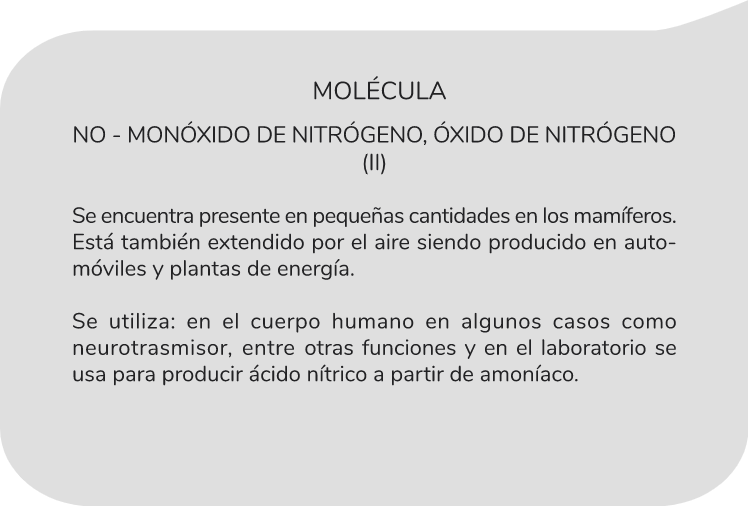 MOLÉCULA
NO - MONÓXIDO DE NITRÓGENO, ÓXIDO DE NITRÓGENO
(II)
Se encuentra presente en pequeñas cantidades en los mamíferos.
Está también extendido por el aire siendo producido en auto-
móviles y plantas de energía.
Se utiliza: en el cuerpo humano en algunos casos como
neurotrasmisor, entre otras funciones y en el laboratorio se
usa para producir ácido nítrico a partir de amoníaco.